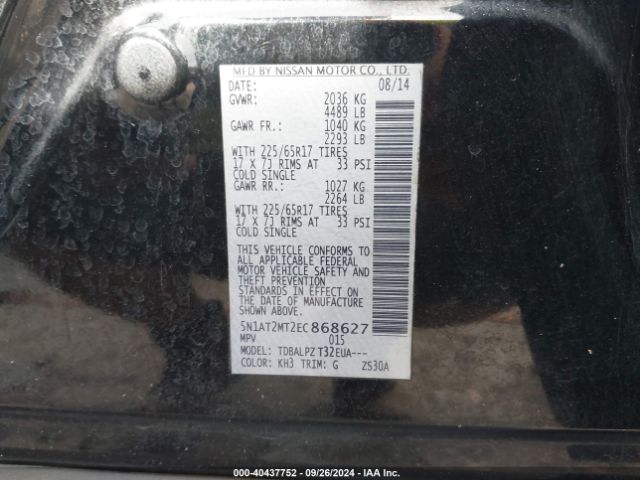 MFD BY NISSAN MOTOR CO., LTD.
DATE: 08/14
GVWR: 2036 KG
4489 LB
GAWR FR.: 1040 KG
2293 LB
WITH 225/65R17 TIRES
17 X 7J RIMS AT 33 PSI
COLD SINGLE
GAWR RR.: 1027 KG
2264 LB
WITH 225/65R17 TIRES
17 X 7J RIMS AT 33 PSI
COLD SINGLE
THIS VEHICLE CONFORMS TO
ALL APPLICABLE FEDERAL
MOTOR VEHICLE SAFETY AND
THEFT PREVENTION
STANDARDS IN EFFECT ON
THE DATE OF MANUFACTURE
SHOWN ABOVE.
5N1AT2MT2EC868627
MPV 015
MODEL: TDBALPZ T32EUA---
COLOR: KH3 TRIM: G ZS30A
000-40437752 - 09/26/2024 - IAA Inc.